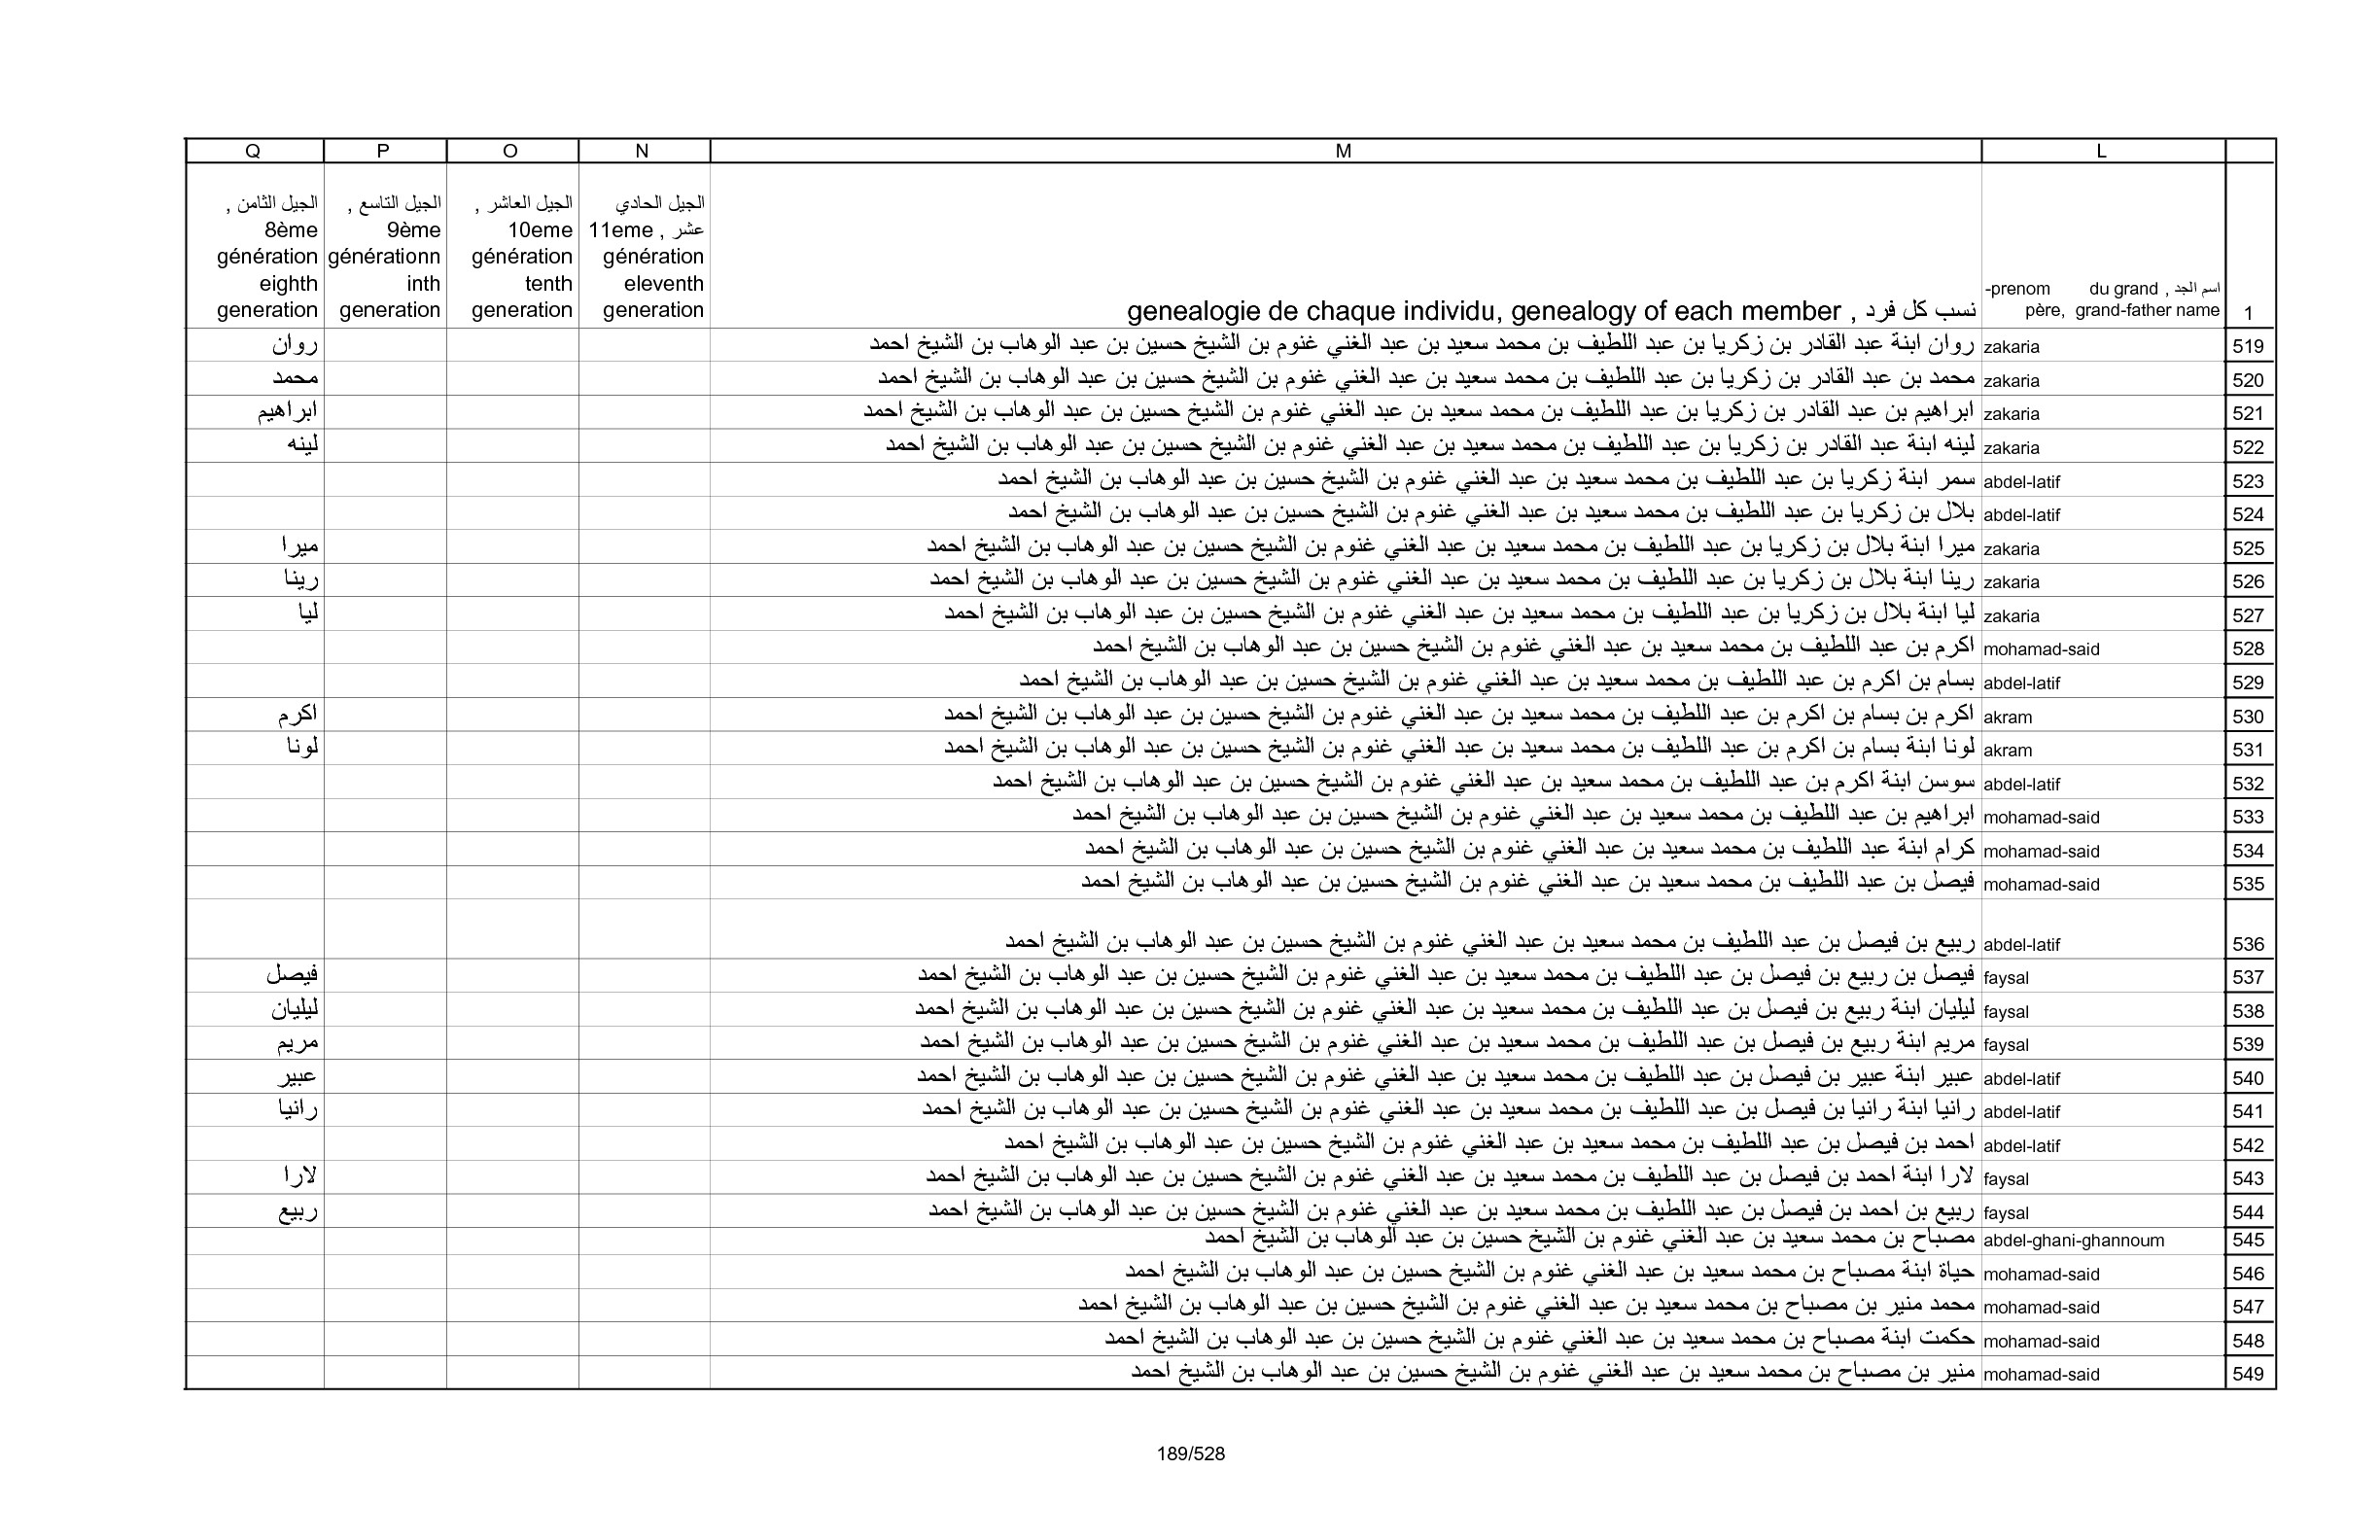 L M N O P Q
1 اسم الجد , prenom- du grand père, grand-father name نسب كل فرد , genealogie de chaque individu, genealogy of each member الجيل الحادي عشر , 11eme génération eleventh generation الجيل العاشر , 10eme génération tenth generation الجيل التاسع , 9ème générationn inth generation الجيل الثامن , 8ème génération eighth generation
519 zakaria روان ابنة عبد القادر بن زكريا بن عبد اللطيف بن محمد سعيد بن عبد الغني غنوم بن الشيخ حسين بن عبد الوهاب بن الشيخ احمد روان
520 zakaria محمد بن عبد القادر بن زكريا بن عبد اللطيف بن محمد سعيد بن عبد الغني غنوم بن الشيخ حسين بن عبد الوهاب بن الشيخ احمد محمد
521 zakaria ابراهيم بن عبد القادر بن زكريا بن عبد اللطيف بن محمد سعيد بن عبد الغني غنوم بن الشيخ حسين بن عبد الوهاب بن الشيخ احمد ابراهيم
522 zakaria لينه ابنة عبد القادر بن زكريا بن عبد اللطيف بن محمد سعيد بن عبد الغني غنوم بن الشيخ حسين بن عبد الوهاب بن الشيخ احمد لينه
523 abdel-latif سمر ابنة زكريا بن عبد اللطيف بن محمد سعيد بن عبد الغني غنوم بن الشيخ حسين بن عبد الوهاب بن الشيخ احمد
524 abdel-latif بلال بن زكريا بن عبد اللطيف بن محمد سعيد بن عبد الغني غنوم بن الشيخ حسين بن عبد الوهاب بن الشيخ احمد
525 zakaria ميرا ابنة بلال بن زكريا بن عبد اللطيف بن محمد سعيد بن عبد الغني غنوم بن الشيخ حسين بن عبد الوهاب بن الشيخ احمد ميرا
526 zakaria رينا ابنة بلال بن زكريا بن عبد اللطيف بن محمد سعيد بن عبد الغني غنوم بن الشيخ حسين بن عبد الوهاب بن الشيخ احمد رينا
527 zakaria ليا ابنة بلال بن زكريا بن عبد اللطيف بن محمد سعيد بن عبد الغني غنوم بن الشيخ حسين بن عبد الوهاب بن الشيخ احمد ليا
528 mohamad-said اكرم بن عبد اللطيف بن محمد سعيد بن عبد الغني غنوم بن الشيخ حسين بن عبد الوهاب بن الشيخ احمد
529 abdel-latif بسام بن اكرم بن عبد اللطيف بن محمد سعيد بن عبد الغني غنوم بن الشيخ حسين بن عبد الوهاب بن الشيخ احمد
530 akram اكرم بن بسام بن اكرم بن عبد اللطيف بن محمد سعيد بن عبد الغني غنوم بن الشيخ حسين بن عبد الوهاب بن الشيخ احمد اكرم
531 akram لونا ابنة بسام بن اكرم بن عبد اللطيف بن محمد سعيد بن عبد الغني غنوم بن الشيخ حسين بن عبد الوهاب بن الشيخ احمد لونا
532 abdel-latif سوسن ابنة اكرم بن عبد اللطيف بن محمد سعيد بن عبد الغني غنوم بن الشيخ حسين بن عبد الوهاب بن الشيخ احمد
533 mohamad-said ابراهيم بن عبد اللطيف بن محمد سعيد بن عبد الغني غنوم بن الشيخ حسين بن عبد الوهاب بن الشيخ احمد
534 mohamad-said كرام ابنة عبد اللطيف بن محمد سعيد بن عبد الغني غنوم بن الشيخ حسين بن عبد الوهاب بن الشيخ احمد
535 mohamad-said فيصل بن عبد اللطيف بن محمد سعيد بن عبد الغني غنوم بن الشيخ حسين بن عبد الوهاب بن الشيخ احمد
536 abdel-latif ربيع بن فيصل بن عبد اللطيف بن محمد سعيد بن عبد الغني غنوم بن الشيخ حسين بن عبد الوهاب بن الشيخ احمد
537 faysal فيصل بن ربيع بن فيصل بن عبد اللطيف بن محمد سعيد بن عبد الغني غنوم بن الشيخ حسين بن عبد الوهاب بن الشيخ احمد فيصل
538 faysal ليليان ابنة ربيع بن فيصل بن عبد اللطيف بن محمد سعيد بن عبد الغني غنوم بن الشيخ حسين بن عبد الوهاب بن الشيخ احمد ليليان
539 faysal مريم ابنة ربيع بن فيصل بن عبد اللطيف بن محمد سعيد بن عبد الغني غنوم بن الشيخ حسين بن عبد الوهاب بن الشيخ احمد مريم
540 abdel-latif عبير ابنة عبير بن فيصل بن عبد اللطيف بن محمد سعيد بن عبد الغني غنوم بن الشيخ حسين بن عبد الوهاب بن الشيخ احمد عبير
541 abdel-latif رانيا ابنة رانيا بن فيصل بن عبد اللطيف بن محمد سعيد بن عبد الغني غنوم بن الشيخ حسين بن عبد الوهاب بن الشيخ احمد رانيا
542 abdel-latif احمد بن فيصل بن عبد اللطيف بن محمد سعيد بن عبد الغني غنوم بن الشيخ حسين بن عبد الوهاب بن الشيخ احمد
543 faysal لارا ابنة احمد بن فيصل بن عبد اللطيف بن محمد سعيد بن عبد الغني غنوم بن الشيخ حسين بن عبد الوهاب بن الشيخ احمد لارا
544 faysal ربيع بن احمد بن فيصل بن عبد اللطيف بن محمد سعيد بن عبد الغني غنوم بن الشيخ حسين بن عبد الوهاب بن الشيخ احمد ربيع
545 abdel-ghani-ghannoum مصباح بن محمد سعيد بن عبد الغني غنوم بن الشيخ حسين بن عبد الوهاب بن الشيخ احمد
546 mohamad-said حياة ابنة مصباح بن محمد سعيد بن عبد الغني غنوم بن الشيخ حسين بن عبد الوهاب بن الشيخ احمد
547 mohamad-said محمد منير بن مصباح بن محمد سعيد بن عبد الغني غنوم بن الشيخ حسين بن عبد الوهاب بن الشيخ احمد
548 mohamad-said حكمت ابنة مصباح بن محمد سعيد بن عبد الغني غنوم بن الشيخ حسين بن عبد الوهاب بن الشيخ احمد
549 mohamad-said منير بن مصباح بن محمد سعيد بن عبد الغني غنوم بن الشيخ حسين بن عبد الوهاب بن الشيخ احمد
189/528